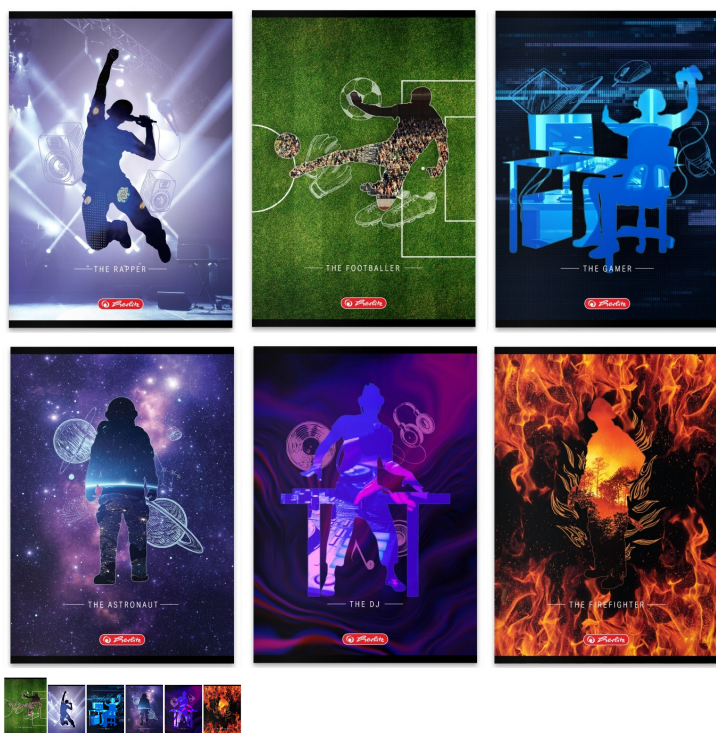 THE RAPPER
Herlitz
THE FOOTBALLER
Herlitz
THE GAMER
Herlitz
THE ASTRONAUT
Herlitz
THE DJ
Herlitz
THE FIREFIGHTER
Herlitz